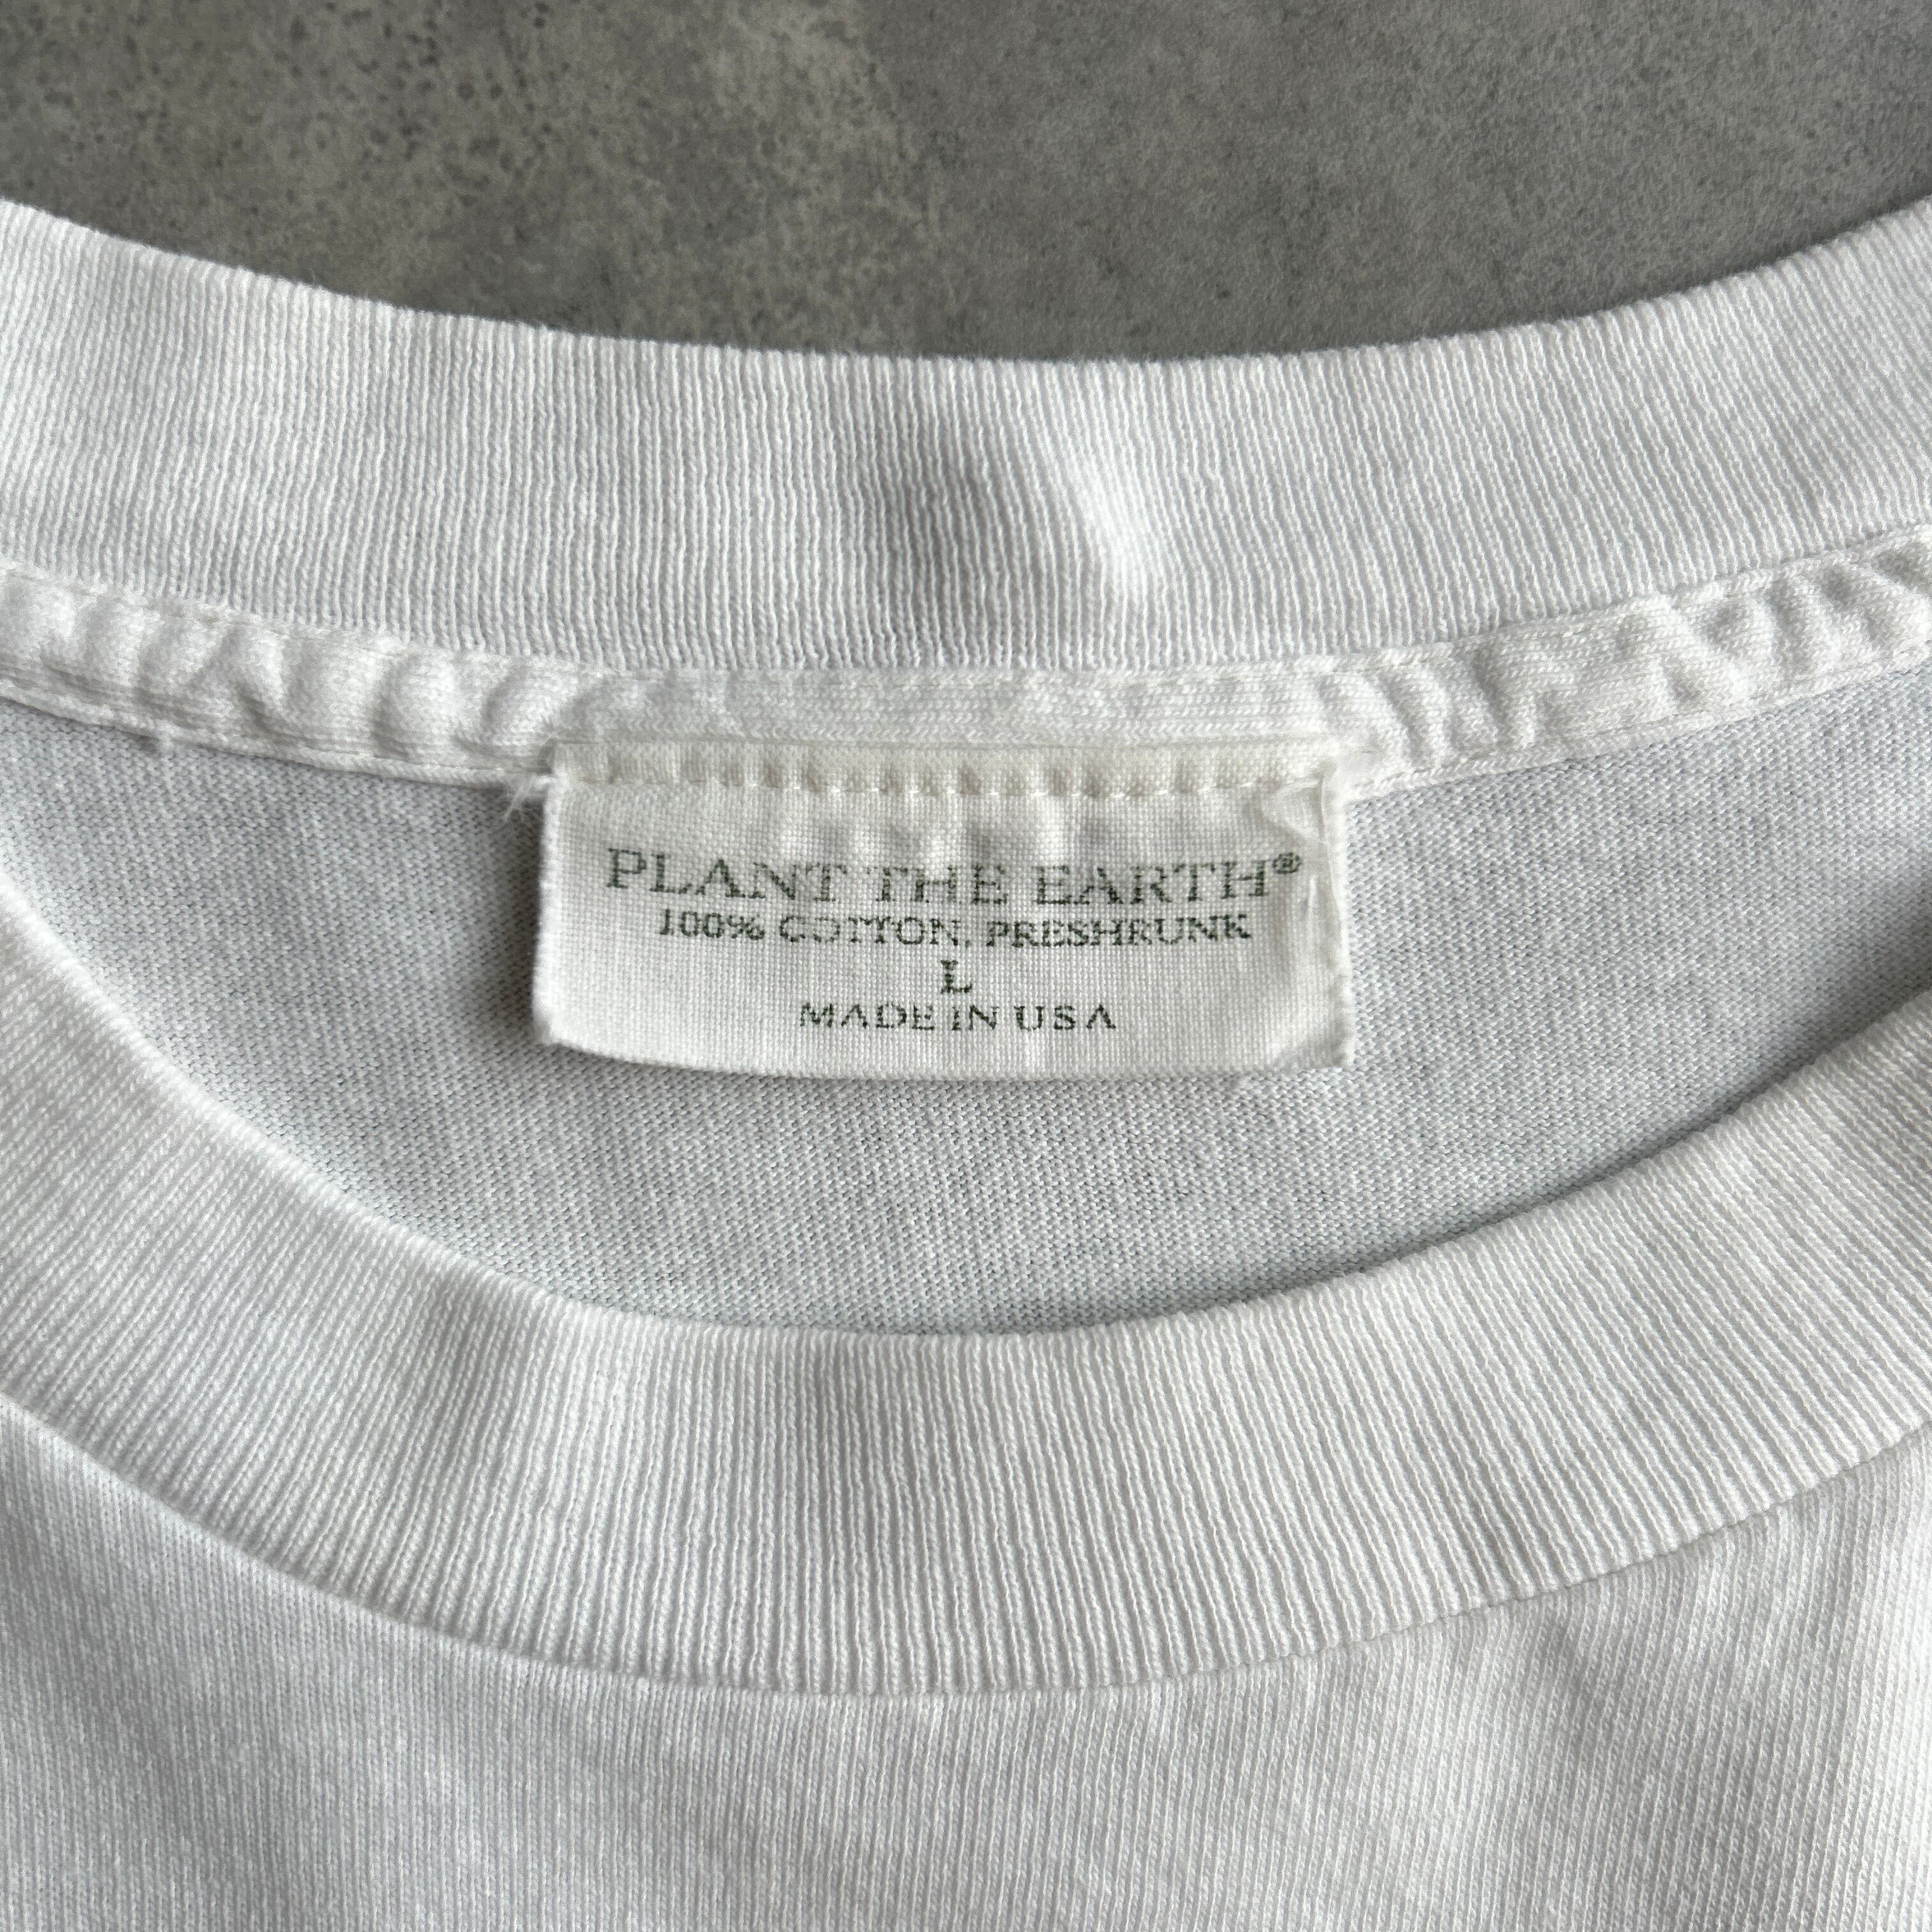 PLANT THE EARTH®
100% COTTON, PRESHRUNK
L
MADE IN USA